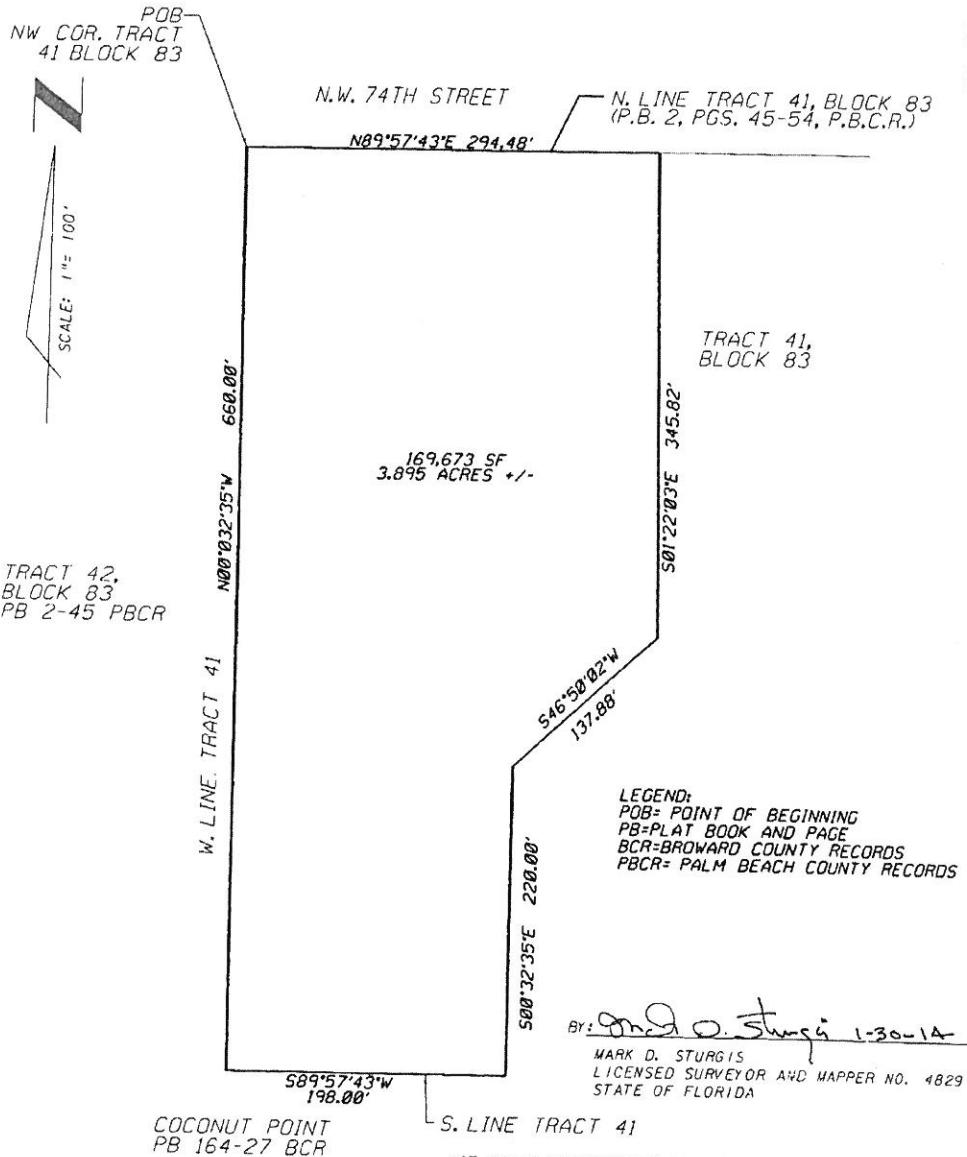 POB
NW COR. TRACT
41 BLOCK 83
N.W. 74TH STREET
N. LINE TRACT 41, BLOCK 83
(P.B. 2, PGS. 45-54, P.B.C.R.)
N89°57'43"E 294.48'
SCALE: 1"= 100'
TRACT 41,
BLOCK 83
660.00'
N00°032'35"W
345.82'
S01°22'03"E
169,673 SF
3.895 ACRES +/-
TRACT 42,
BLOCK 83
PB 2-45 PBCR
W. LINE. TRACT 41
S46°50'02"W
137.88'
LEGEND:
POB= POINT OF BEGINNING
PB=PLAT BOOK AND PAGE
BCR=BROWARD COUNTY RECORDS
PBCR= PALM BEACH COUNTY RECORDS
220.00'
S00°32'35"E
BY: Mark D. Sturgis 1-30-14
MARK D. STURGIS
LICENSED SURVEYOR AND MAPPER NO. 4829
STATE OF FLORIDA
S89°57'43"W
198.00'
S. LINE TRACT 41
COCONUT POINT
PB 164-27 BCR